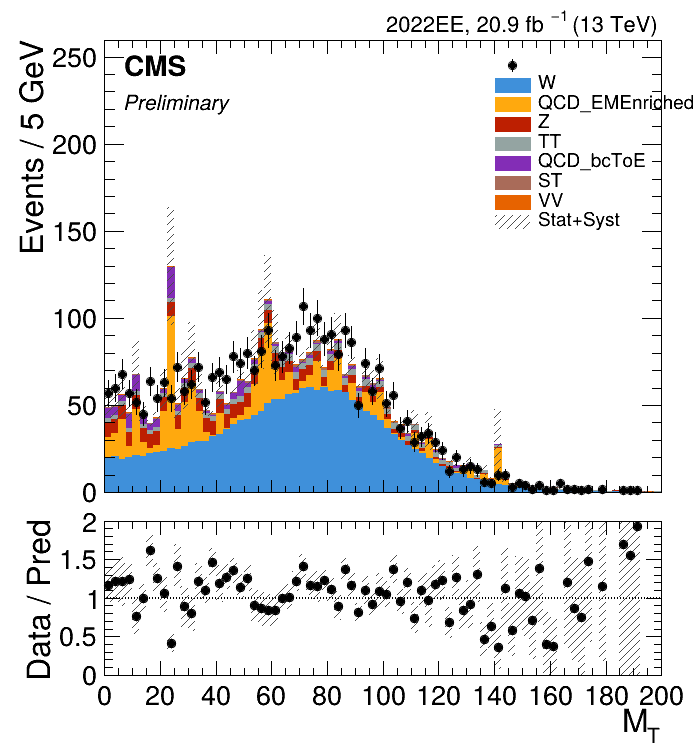 2022EE, 20.9 fb ⁻¹ (13 TeV)
CMS
Preliminary
W
QCD_EMEnriched
Z
TT
QCD_bcToE
ST
VV
Stat+Syst
Events / 5 GeV
250
200
150
100
50
0
Data / Pred
2
1.5
1
0.5
0
0 20 40 60 80 100 120 140 160 180 200
M_T